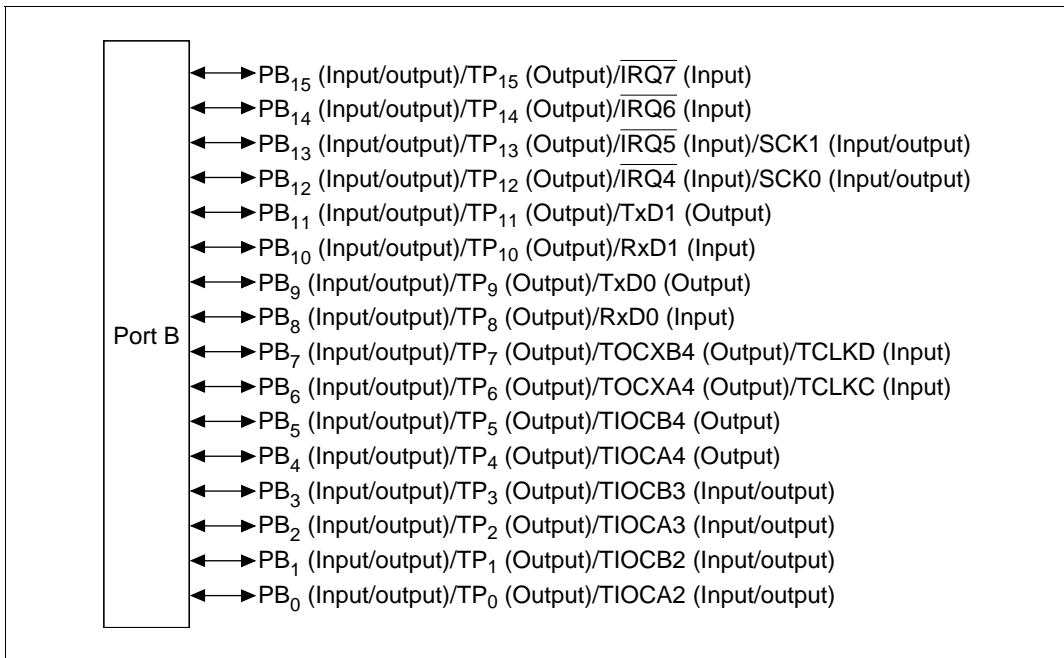 PB15 (Input/output)/TP15 (Output)/I̅R̅Q̅7̅ (Input)
PB14 (Input/output)/TP14 (Output)/I̅R̅Q̅6̅ (Input)
PB13 (Input/output)/TP13 (Output)/I̅R̅Q̅5̅ (Input)/SCK1 (Input/output)
PB12 (Input/output)/TP12 (Output)/I̅R̅Q̅4̅ (Input)/SCK0 (Input/output)
PB11 (Input/output)/TP11 (Output)/TxD1 (Output)
PB10 (Input/output)/TP10 (Output)/RxD1 (Input)
PB9 (Input/output)/TP9 (Output)/TxD0 (Output)
PB8 (Input/output)/TP8 (Output)/RxD0 (Input)
Port B
PB7 (Input/output)/TP7 (Output)/TOCXB4 (Output)/TCLKD (Input)
PB6 (Input/output)/TP6 (Output)/TOCXA4 (Output)/TCLKC (Input)
PB5 (Input/output)/TP5 (Output)/TIOCB4 (Output)
PB4 (Input/output)/TP4 (Output)/TIOCA4 (Output)
PB3 (Input/output)/TP3 (Output)/TIOCB3 (Input/output)
PB2 (Input/output)/TP2 (Output)/TIOCA3 (Input/output)
PB1 (Input/output)/TP1 (Output)/TIOCB2 (Input/output)
PB0 (Input/output)/TP0 (Output)/TIOCA2 (Input/output)